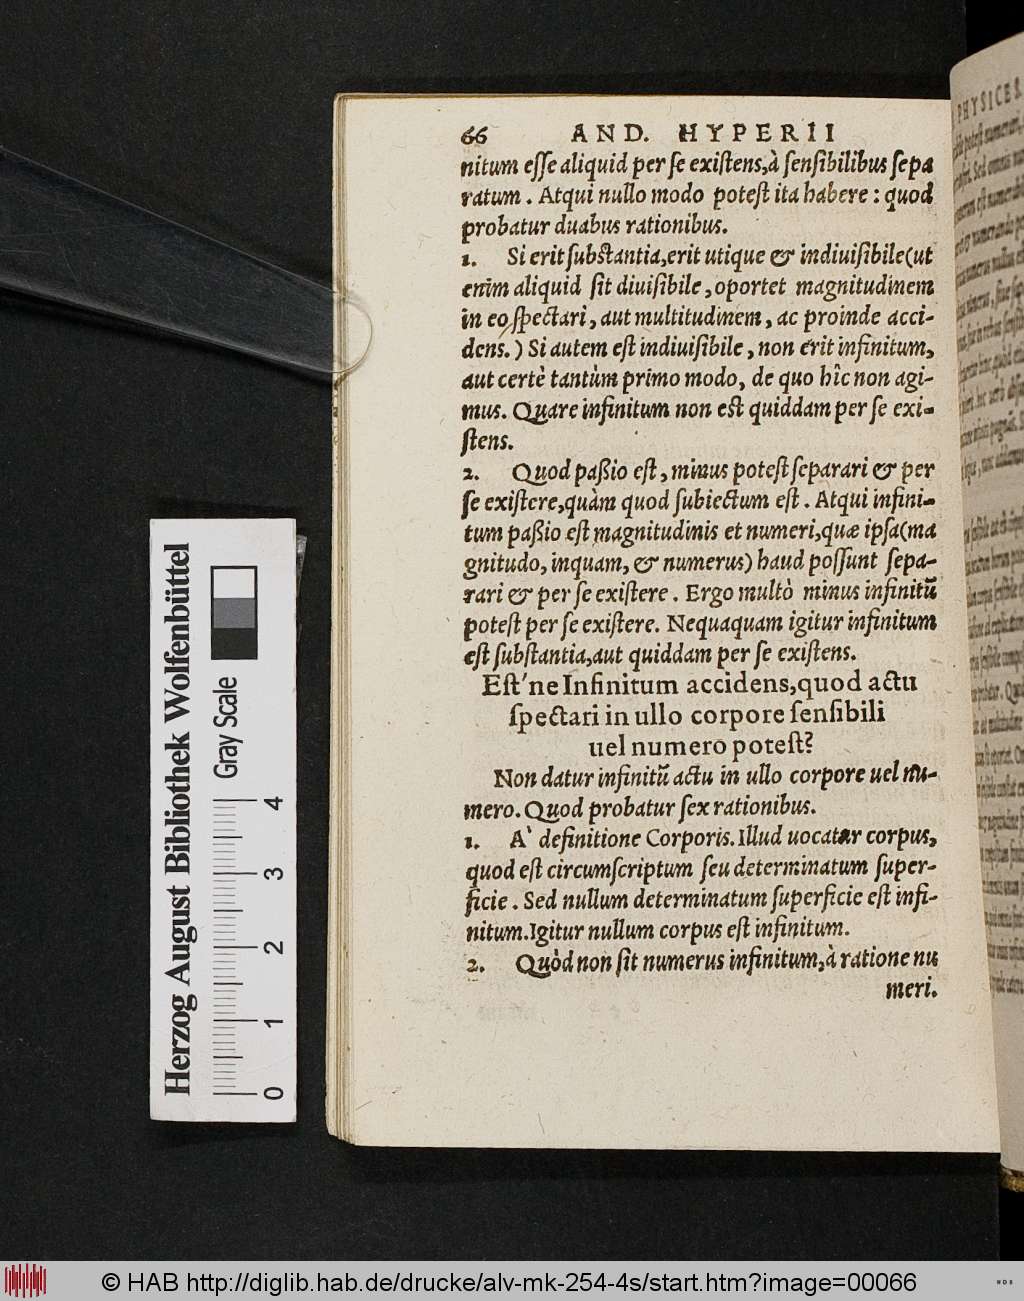 66 AND. HYPERII
nitum esse aliquid per se existens,à sensibilibus sepa
ratum. Atqui nullo modo potest ita habere: quod
probatur duabus rationibus.
1. Si erit substantia,erit utique & indiuisibile(ut
enim aliquid sit diuisibile, oportet magnitudinem
in eo spectari, aut multitudinem, ac proinde acci-
dens.) Si autem est indiuisibile, non erit infinitum,
aut certè tantùm primo modo, de quo hîc non agi-
mus. Quare infinitum non est quiddam per se exi-
stens.
2. Quod paßio est, minus potest separari & per
se existere,quàm quod subiectum est. Atqui infini-
tum paßio est magnitudinis et numeri,quæ ipsa(ma
gnitudo, inquam, & numerus) haud possunt sepa-
rari & per se existere. Ergo multò minus infinitũ
potest per se existere. Nequaquam igitur infinitum
est substantia,aut quiddam per se existens.
Est'ne Infinitum accidens,quod actu
spectari in ullo corpore sensibili
uel numero potest?
Non datur infinitũ actu in ullo corpore uel nu-
mero. Quod probatur sex rationibus.
1. A` definitione Corporis. Illud uocatur corpus,
quod est circumscriptum seu determinatum super-
ficie. Sed nullum determinatum superficie est infi-
nitum.Igitur nullum corpus est infinitum.
2. Quòd non sit numerus infinitum,à ratione nu
meri.
Herzog August Bibliothek Wolfenbüttel
Gray Scale
0 1 2 3 4
PHYSICES
© HAB http://diglib.hab.de/drucke/alv-mk-254-4s/start.htm?image=00066